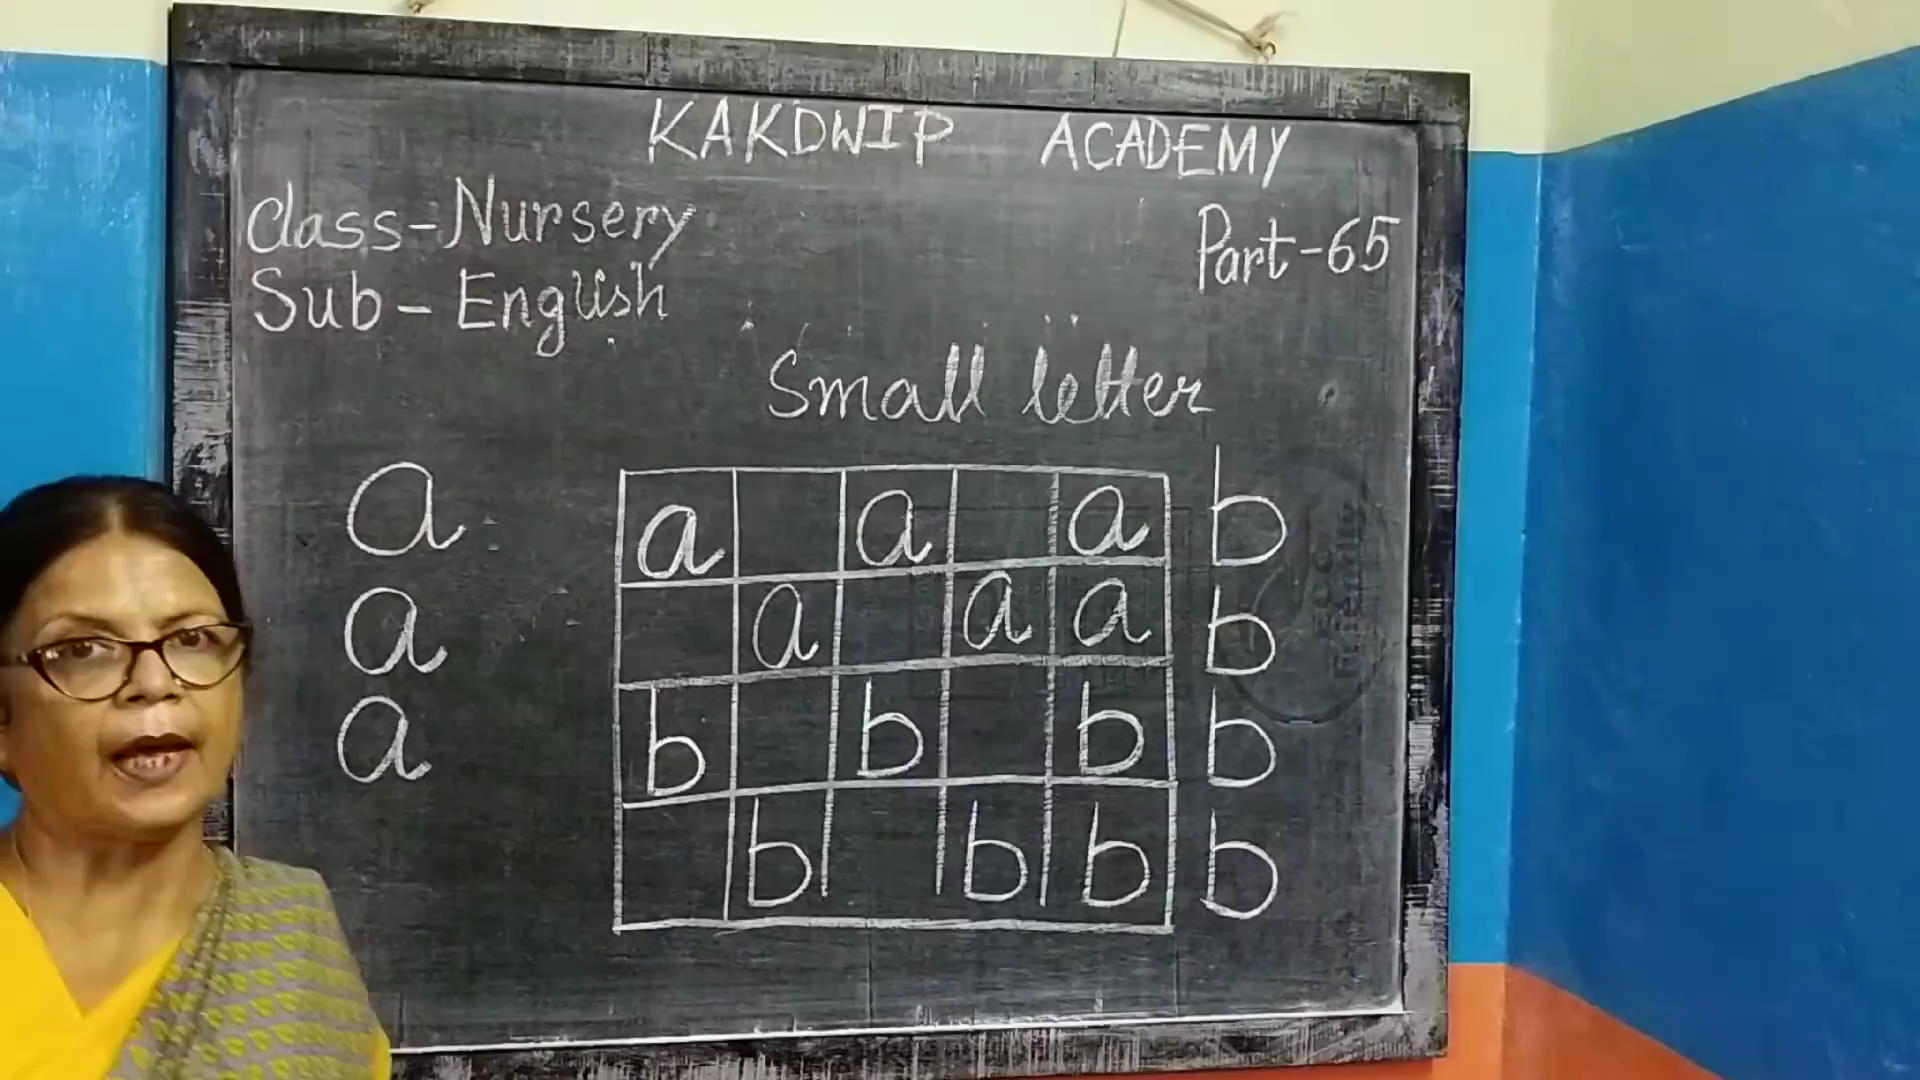 KAKDWIP ACADEMY
Class-Nursery
Part-65
Sub-English
Small letter
a a a a b
a a a a b
a b b b b
b b b b